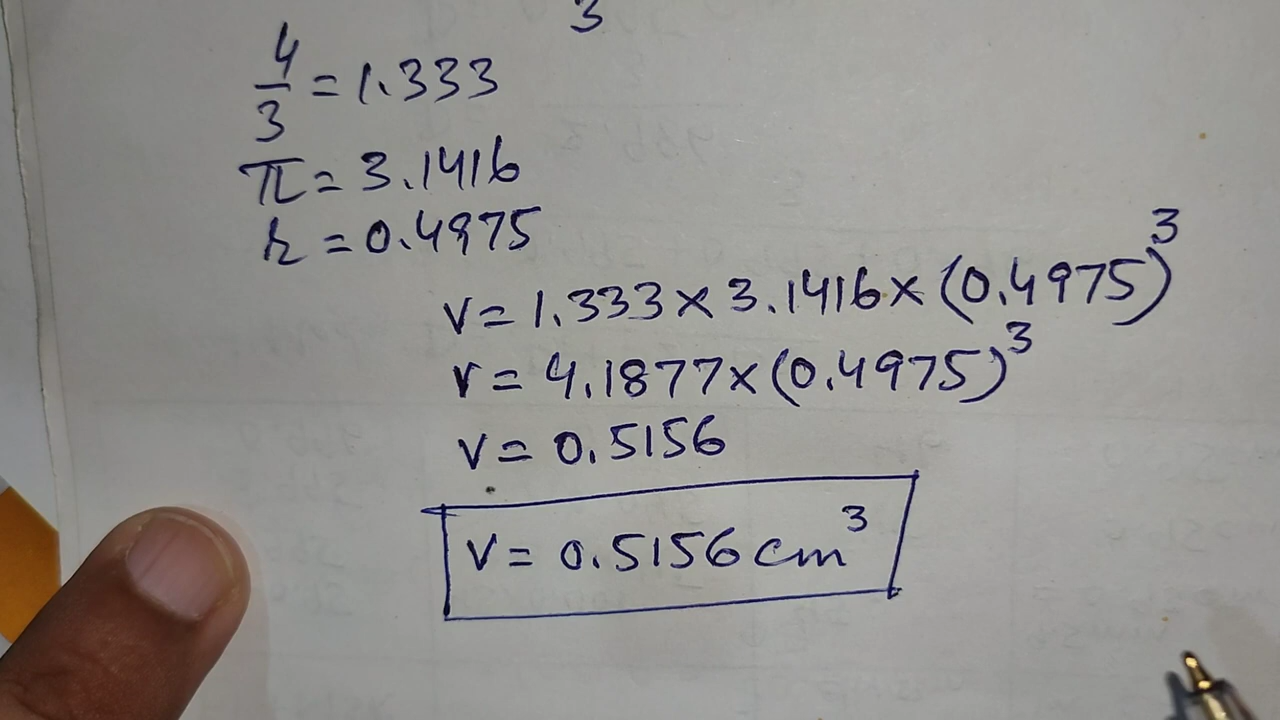 3
4/3 = 1.333
π = 3.1416
r = 0.4975
V = 1.333 × 3.1416 × (0.4975)³
V = 4.1877 × (0.4975)³
V = 0.5156
V = 0.5156 cm³